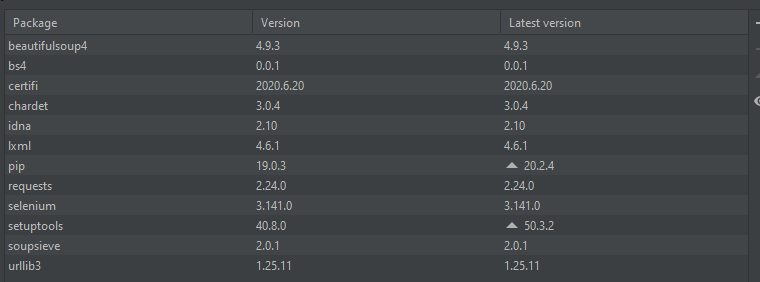 Package Version Latest version
beautifulsoup4 4.9.3 4.9.3
bs4 0.0.1 0.0.1
certifi 2020.6.20 2020.6.20
chardet 3.0.4 3.0.4
idna 2.10 2.10
lxml 4.6.1 4.6.1
pip 19.0.3 20.2.4
requests 2.24.0 2.24.0
selenium 3.141.0 3.141.0
setuptools 40.8.0 50.3.2
soupsieve 2.0.1 2.0.1
urllib3 1.25.11 1.25.11